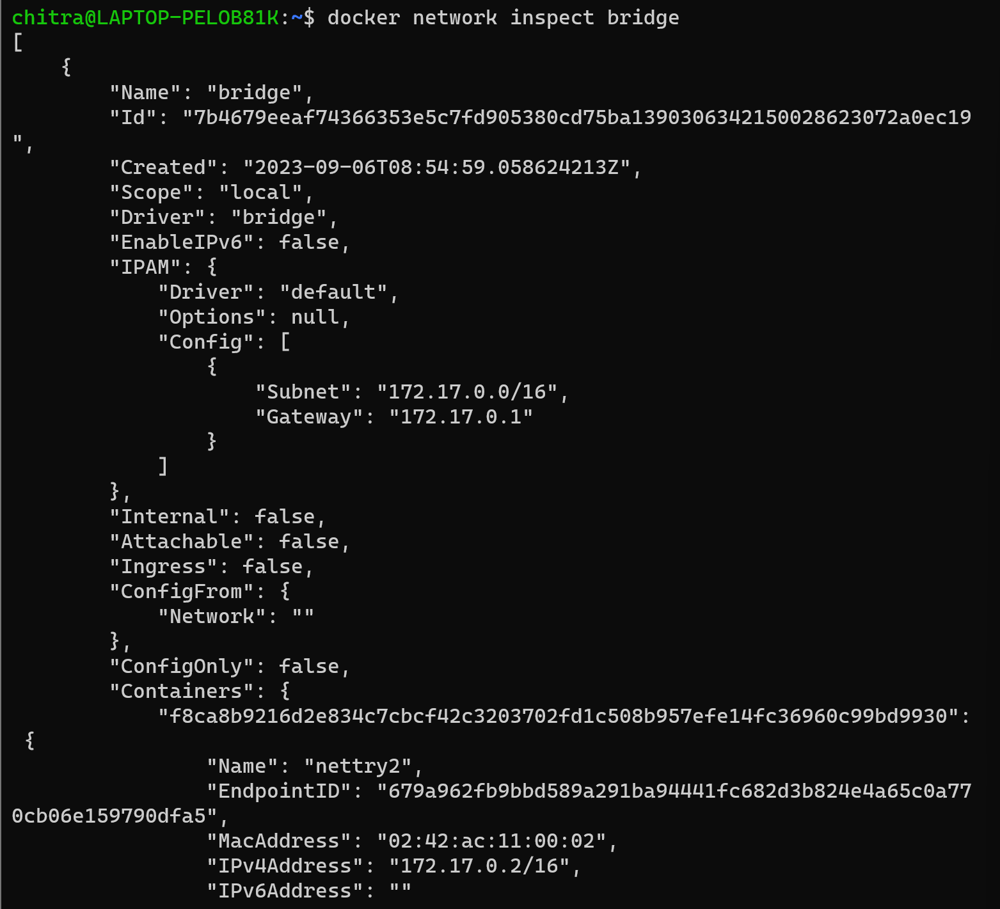 chitra@LAPTOP-PELOB81K:~$ docker network inspect bridge
[
    {
        "Name": "bridge",
        "Id": "7b4679eeaf74366353e5c7fd905380cd75ba1390306342150028623072a0ec19
",
        "Created": "2023-09-06T08:54:59.058624213Z",
        "Scope": "local",
        "Driver": "bridge",
        "EnableIPv6": false,
        "IPAM": {
            "Driver": "default",
            "Options": null,
            "Config": [
                {
                    "Subnet": "172.17.0.0/16",
                    "Gateway": "172.17.0.1"
                }
            ]
        },
        "Internal": false,
        "Attachable": false,
        "Ingress": false,
        "ConfigFrom": {
            "Network": ""
        },
        "ConfigOnly": false,
        "Containers": {
            "f8ca8b9216d2e834c7cbcf42c3203702fd1c508b957efe14fc36960c99bd9930":
 {
                "Name": "nettry2",
                "EndpointID": "679a962fb9bbd589a291ba94441fc682d3b824e4a65c0a77
0cb06e159790dfa5",
                "MacAddress": "02:42:ac:11:00:02",
                "IPv4Address": "172.17.0.2/16",
                "IPv6Address": ""